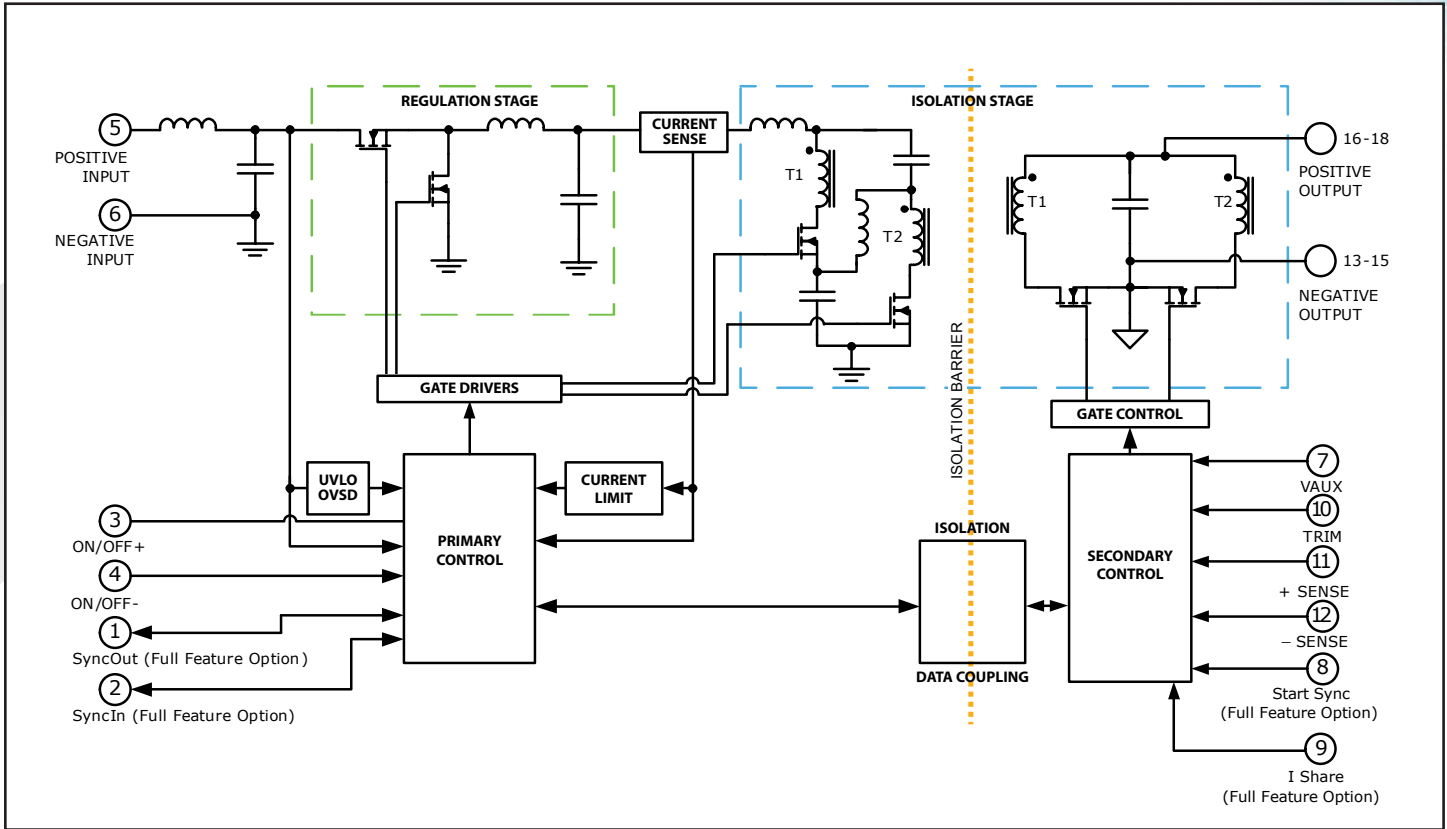 REGULATION STAGE
ISOLATION STAGE
5
POSITIVE
INPUT
6
NEGATIVE
INPUT
CURRENT
SENSE
T1
T2
T1
T2
16-18
POSITIVE
OUTPUT
13-15
NEGATIVE
OUTPUT
ISOLATION BARRIER
GATE DRIVERS
GATE CONTROL
UVLO
OVSD
CURRENT
LIMIT
PRIMARY
CONTROL
3
ON/OFF+
4
ON/OFF-
1
SyncOut (Full Feature Option)
2
SyncIn (Full Feature Option)
ISOLATION
DATA COUPLING
SECONDARY
CONTROL
7
VAUX
10
TRIM
11
+ SENSE
12
– SENSE
8
Start Sync
(Full Feature Option)
9
I Share
(Full Feature Option)